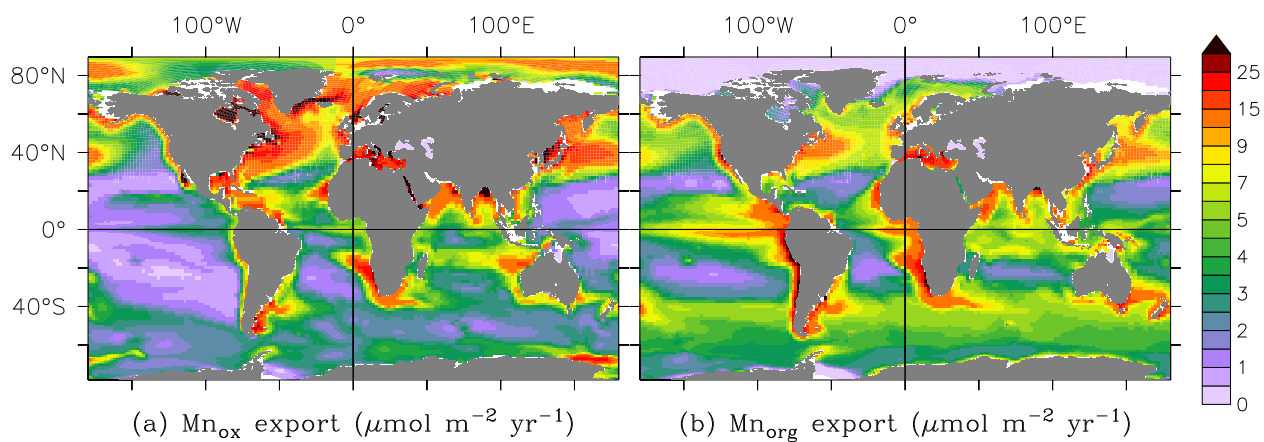 100°W 0° 100°E 100°W 0° 100°E
80°N
40°N
0°
40°S
25
15
9
7
5
4
3
2
1
0
(a) Mnox export (μmol m−2 yr−1) (b) Mnorg export (μmol m−2 yr−1)